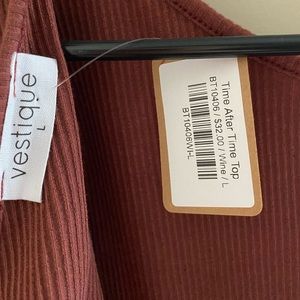 vestique
L
Time After Time Top
BT10406 / $32.00 / Wine / L
BT10406WI-L